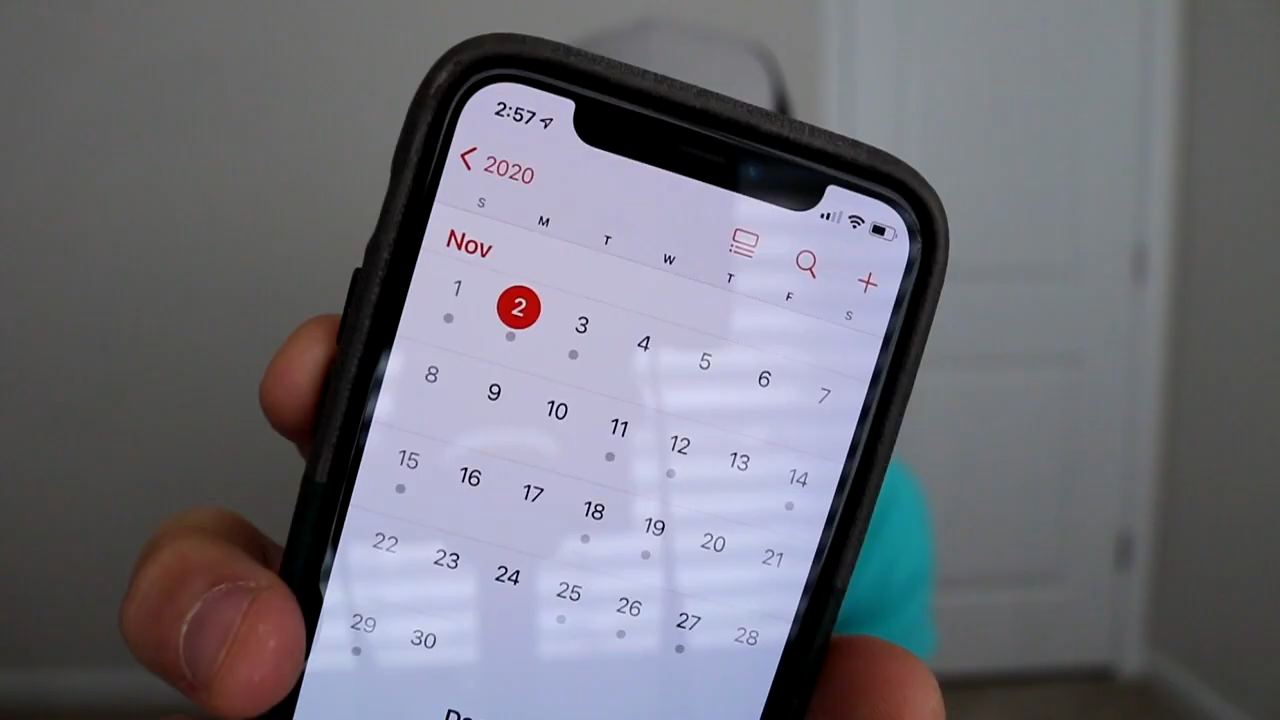 2:57
2020
S M T W T F S
Nov
1 2 3 4 5 6 7
8 9 10 11 12 13 14
15 16 17 18 19 20 21
22 23 24 25 26 27 28
29 30